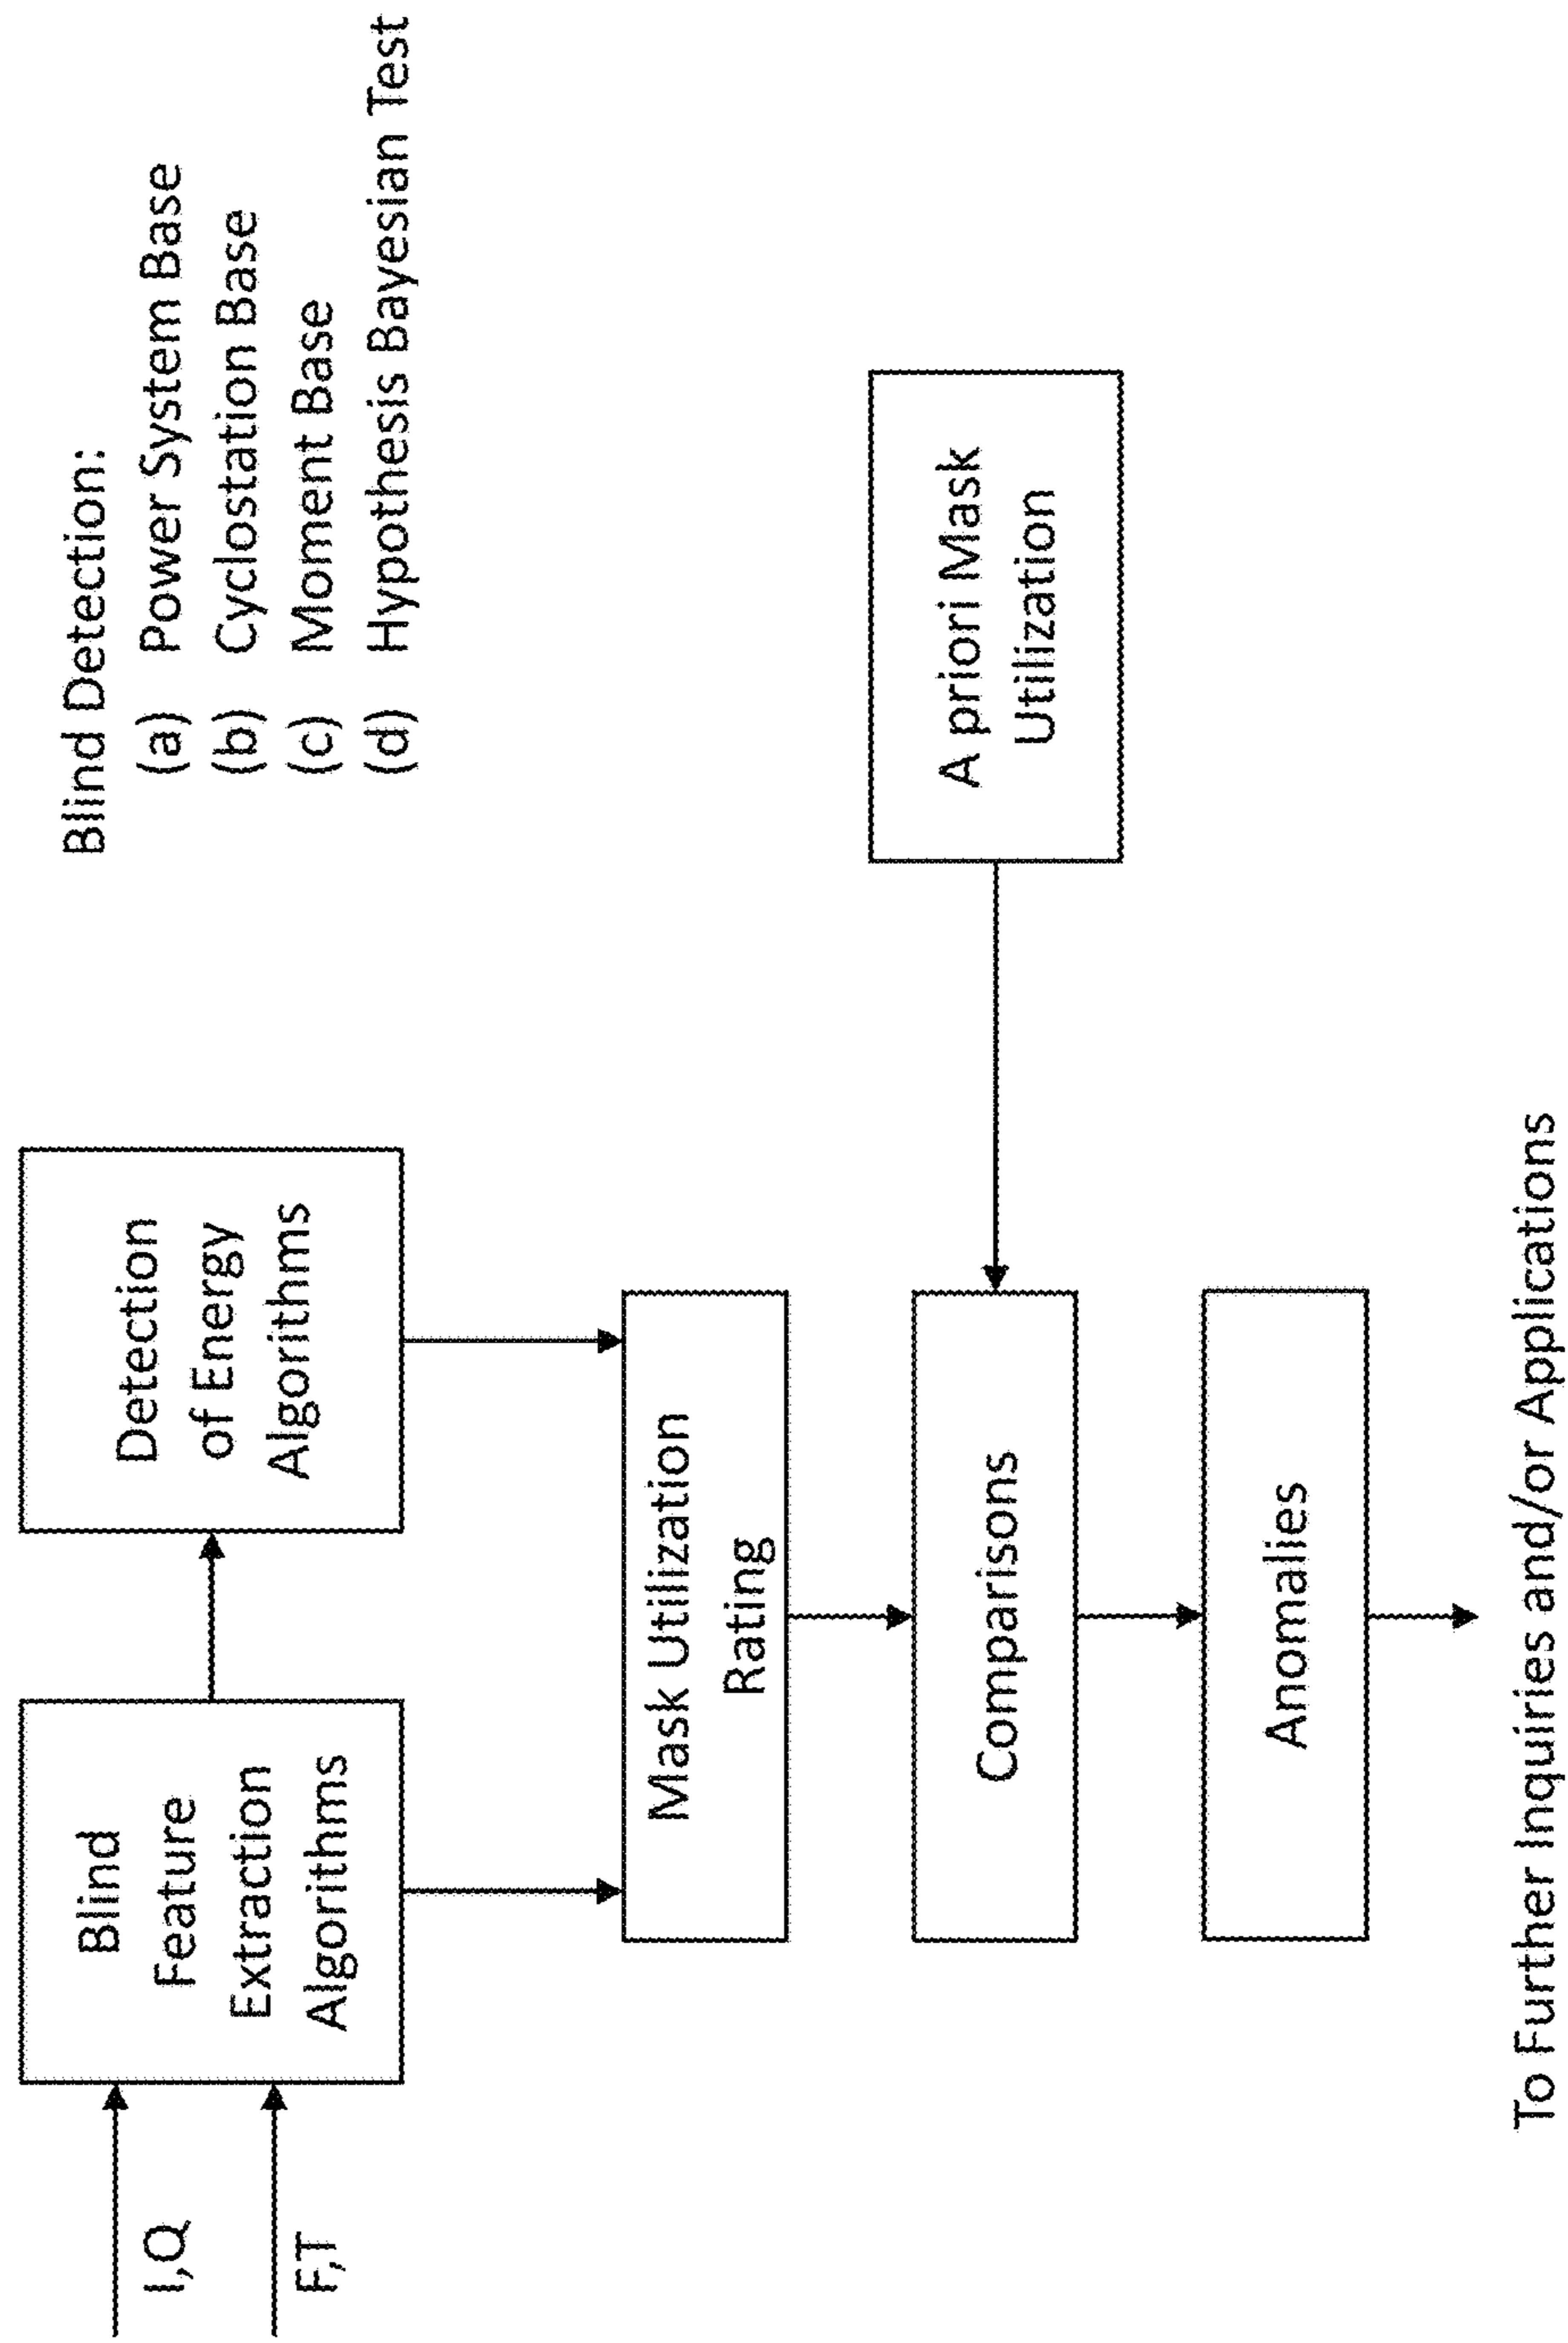 Blind Detection:
(a) Power System Base
(b) Cyclostation Base
(c) Moment Base
(d) Hypothesis Bayesian Test
I,Q
F,T
Blind
Feature
Extraction
Algorithms
Detection
of Energy
Algorithms
Mask Utilization
Rating
Comparisons
A priori Mask
Utilization
Anomalies
To Further Inquiries and/or Applications